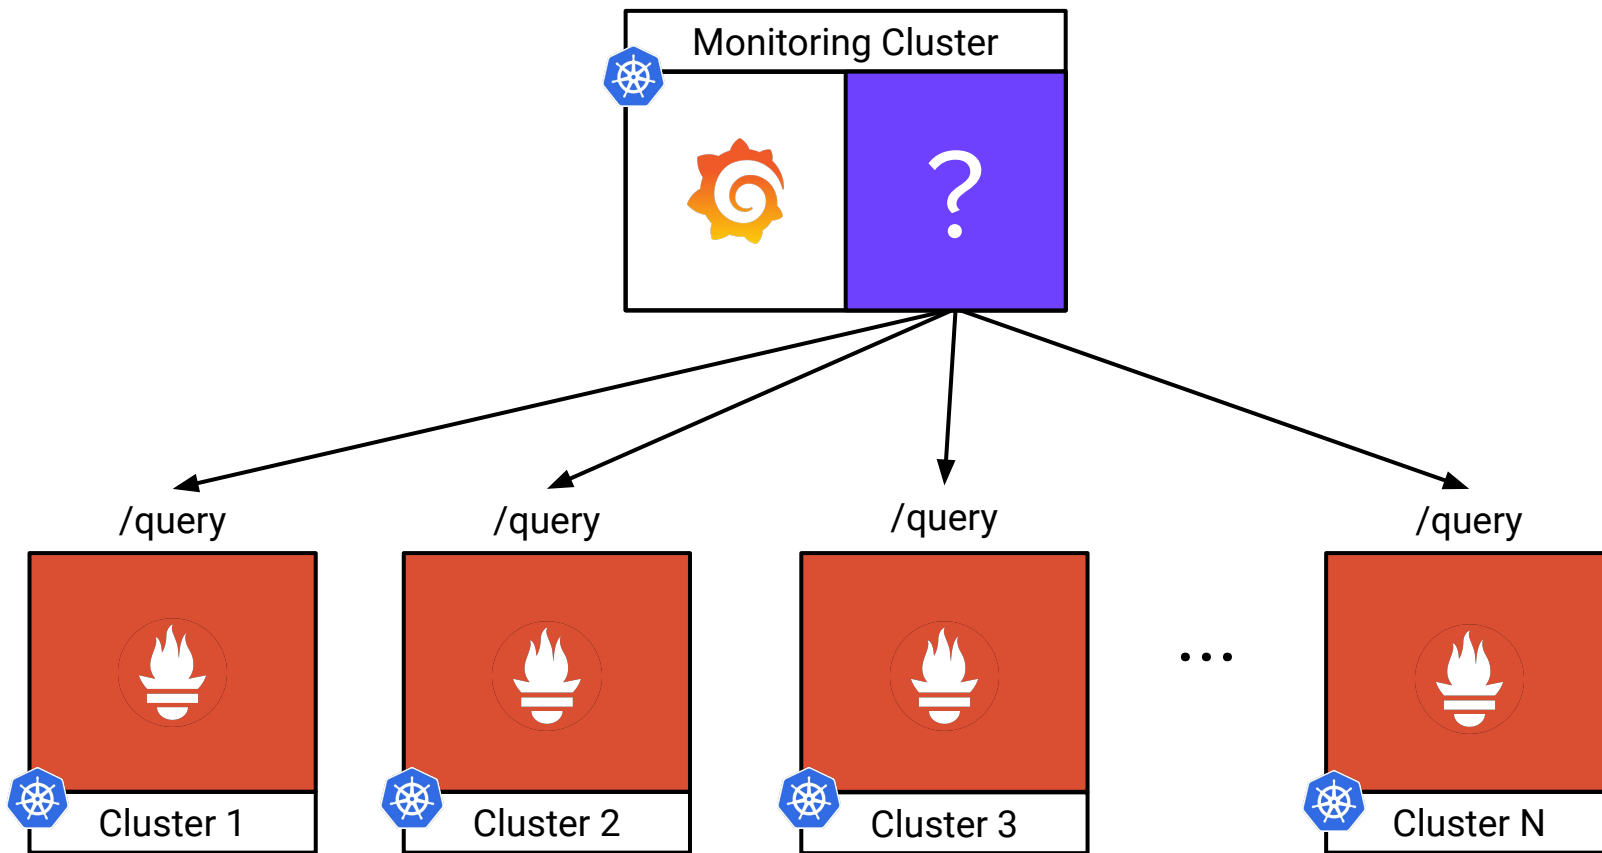 Monitoring Cluster
?
/query
/query
/query
/query
...
Cluster 1
Cluster 2
Cluster 3
Cluster N